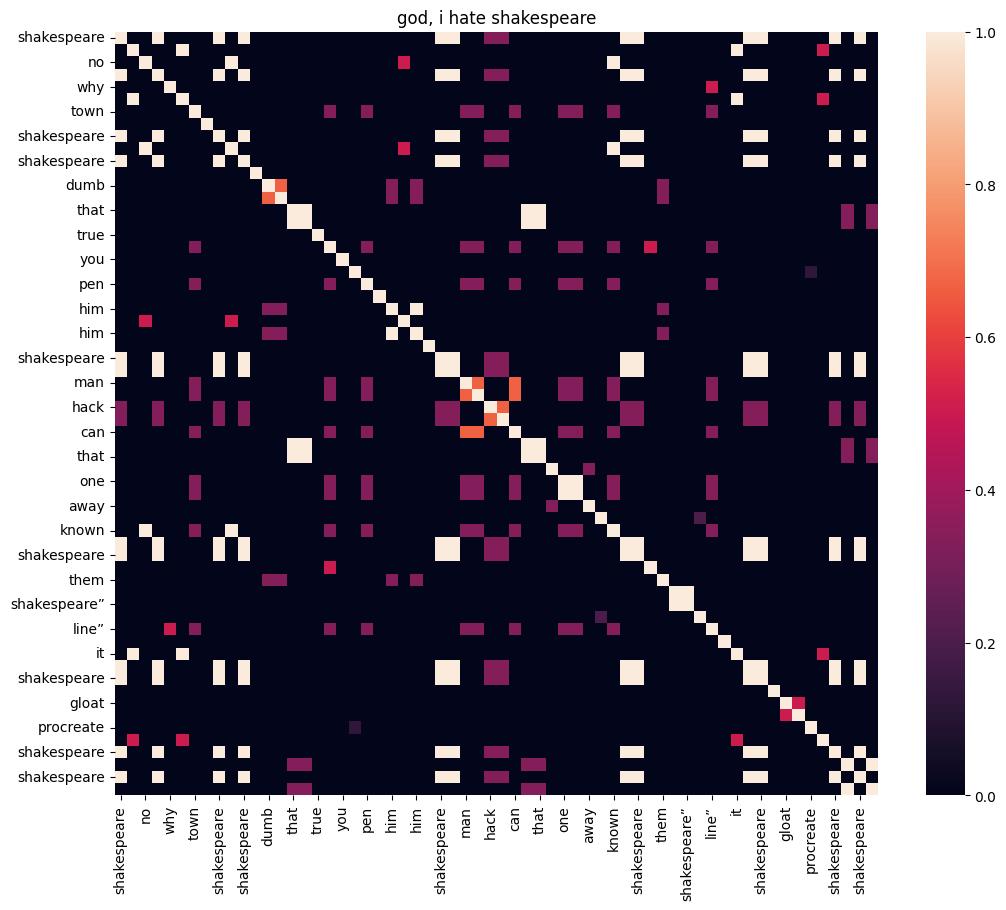 god, i hate shakespeare
shakespeare
no
why
town
shakespeare
shakespeare
dumb
that
true
you
pen
him
him
shakespeare
man
hack
can
that
one
away
known
shakespeare
them
shakespeare”
line”
it
shakespeare
gloat
procreate
shakespeare
shakespeare
1.0
0.8
0.6
0.4
0.2
0.0
shakespeare
no
why
town
shakespeare
shakespeare
dumb
that
true
you
pen
him
him
shakespeare
man
hack
can
that
one
away
known
shakespeare
them
shakespeare”
line”
it
shakespeare
gloat
procreate
shakespeare
shakespeare